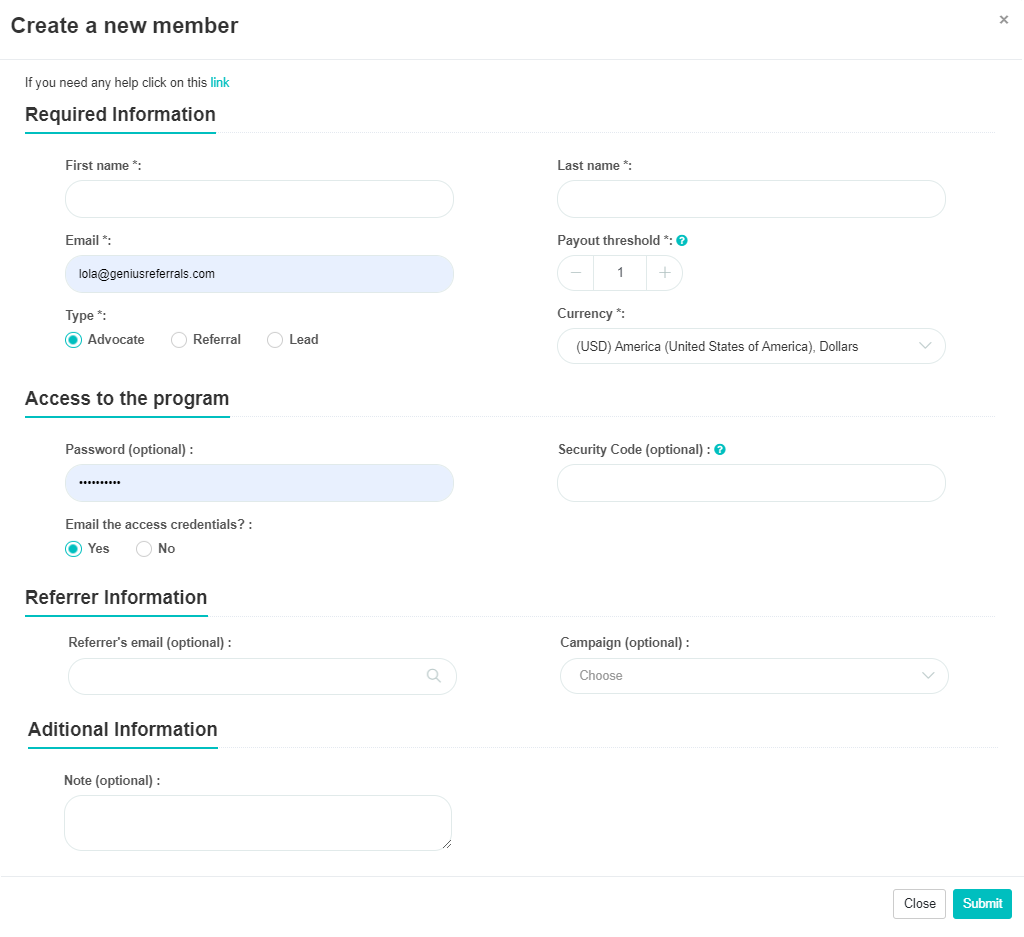 Create a new member
×
If you need any help click on this link
Required Information
First name *:
Last name *:
Email *:
lola@geniusreferrals.com
Payout threshold *: ?
− 1 +
Type *:
Advocate Referral Lead
Currency *:
(USD) America (United States of America), Dollars
Access to the program
Password (optional) :
••••••••••
Security Code (optional) : ?
Email the access credentials? :
Yes No
Referrer Information
Referrer's email (optional) :
Campaign (optional) :
Choose
Aditional Information
Note (optional) :
Close Submit